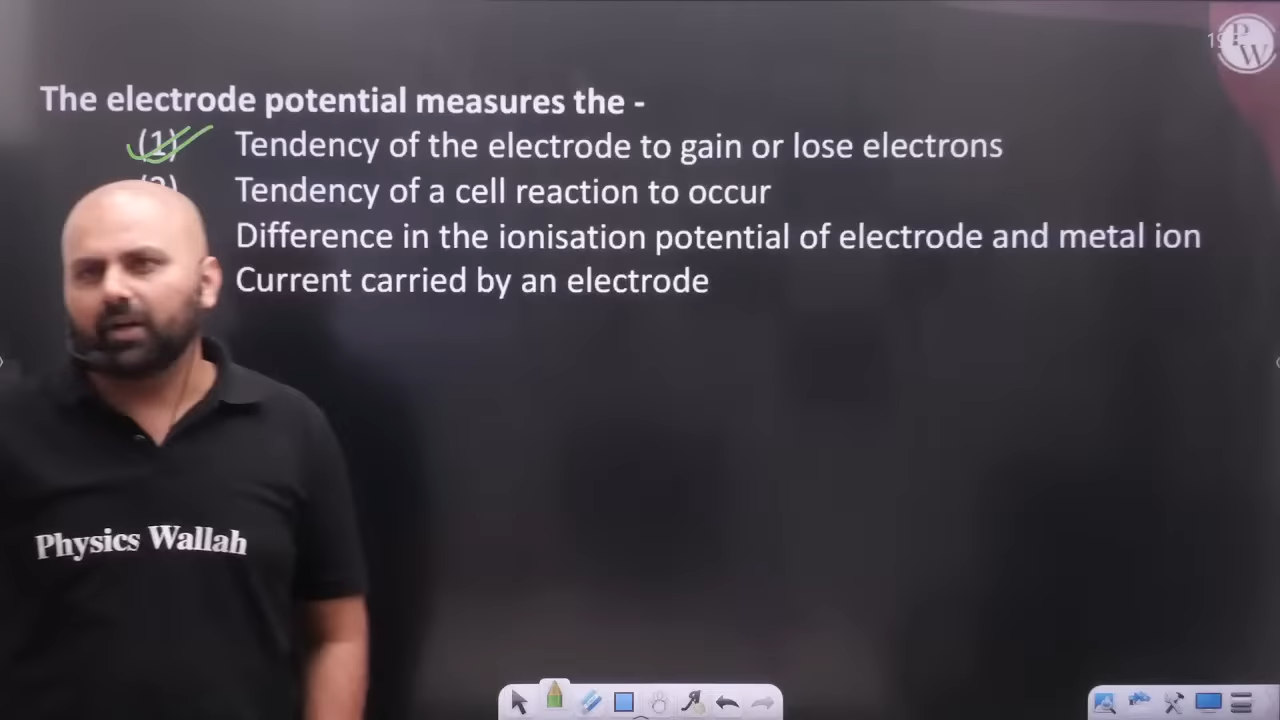 19
P
W
The electrode potential measures the -
(1) Tendency of the electrode to gain or lose electrons
(2) Tendency of a cell reaction to occur
Difference in the ionisation potential of electrode and metal ion
Current carried by an electrode
Physics Wallah